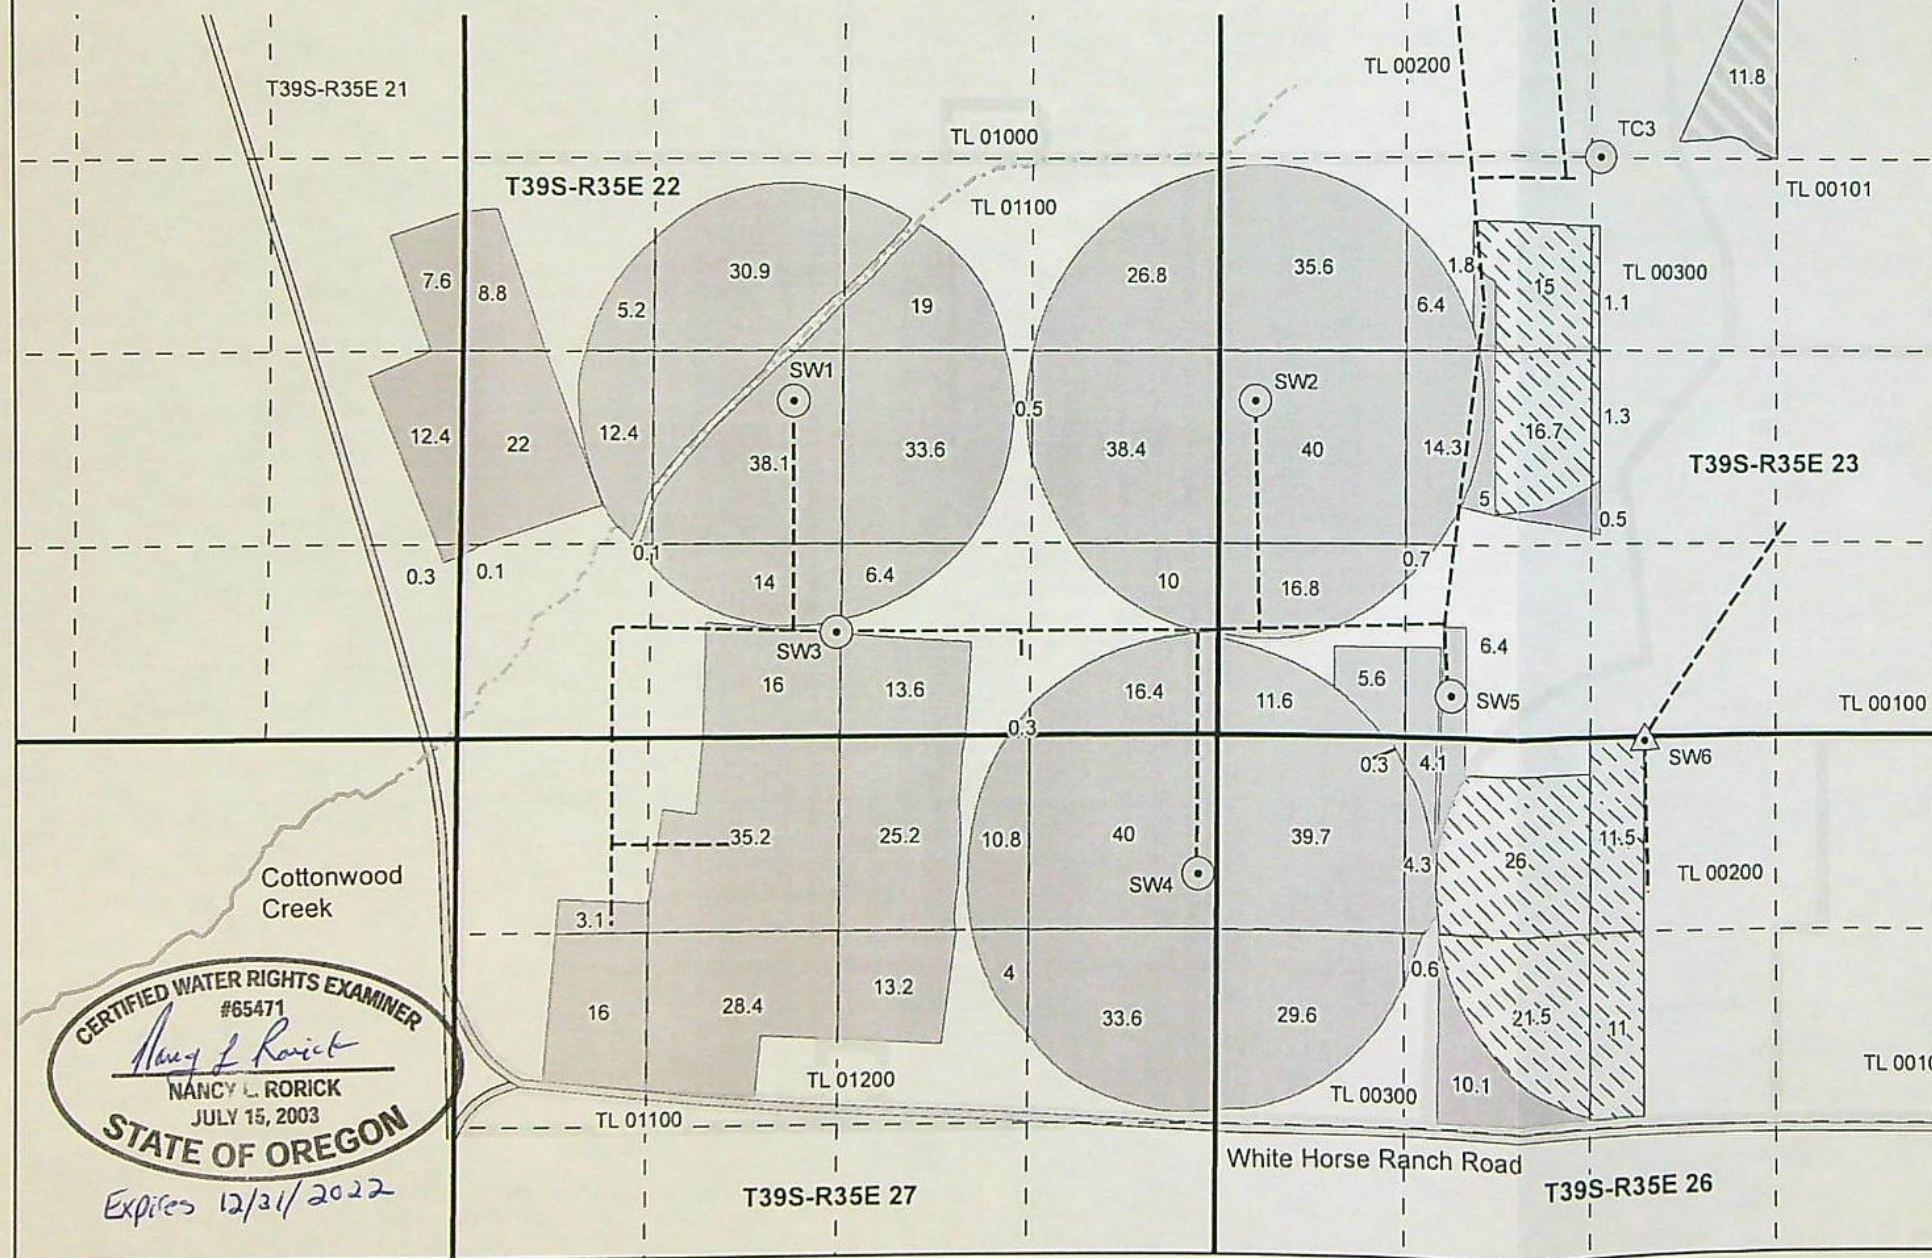 TL 00200
T39S-R35E 21
11.8
TC3
TL 01000
T39S-R35E 22
TL 00101
TL 01100
7.6
8.8
5.2
30.9
19
26.8
35.6
1.8
6.4
15
TL 00300
1.1
SW1
SW2
12.4
22
12.4
38.1
33.6
0.5
38.4
40
14.3
16.7
1.3
T39S-R35E 23
5
0.5
0.3
0.1
0.1
14
6.4
10
16.8
0.7
SW3
16
13.6
0.3
16.4
11.6
5.6
6.4
SW5
TL 00100
0.3
4.1
SW6
35.2
25.2
10.8
40
39.7
4.3
26
11.5
TL 00200
SW4
Cottonwood
Creek
3.1
16
28.4
13.2
4
33.6
29.6
0.6
21.5
11
10.1
TL 0010
TL 01200
TL 00300
TL 01100
White Horse Ranch Road
T39S-R35E 27
T39S-R35E 26
CERTIFIED WATER RIGHTS EXAMINER
#65471
Nancy L Rorick
NANCY L. RORICK
JULY 15, 2003
STATE OF OREGON
Expires 12/31/2022